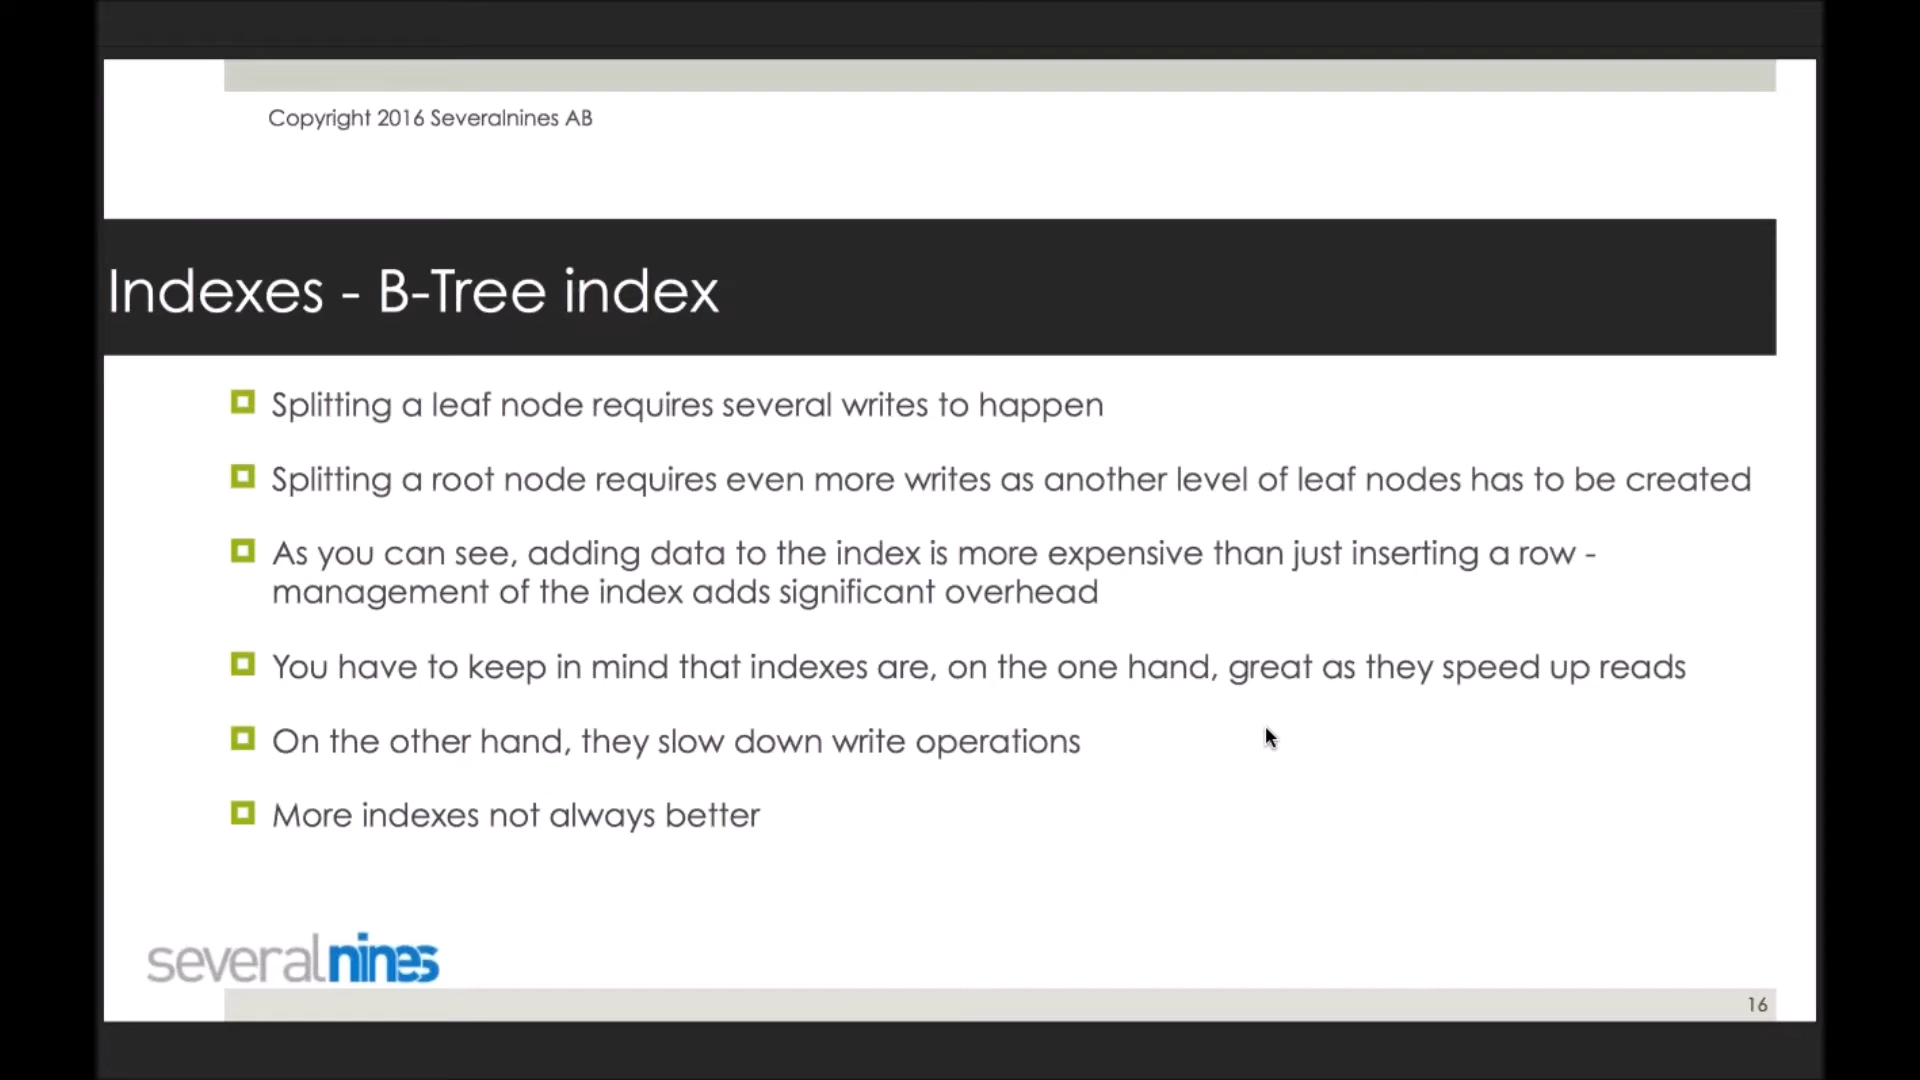 Copyright 2016 Severalnines AB
Indexes - B-Tree index
Splitting a leaf node requires several writes to happen
Splitting a root node requires even more writes as another level of leaf nodes has to be created
As you can see, adding data to the index is more expensive than just inserting a row -
management of the index adds significant overhead
You have to keep in mind that indexes are, on the one hand, great as they speed up reads
On the other hand, they slow down write operations
More indexes not always better
severalnines
16